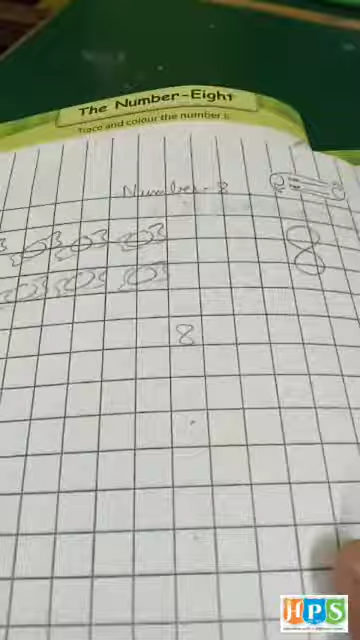 The Number-Eight
Trace and colour the number 8
Number-8
8
8
HPS